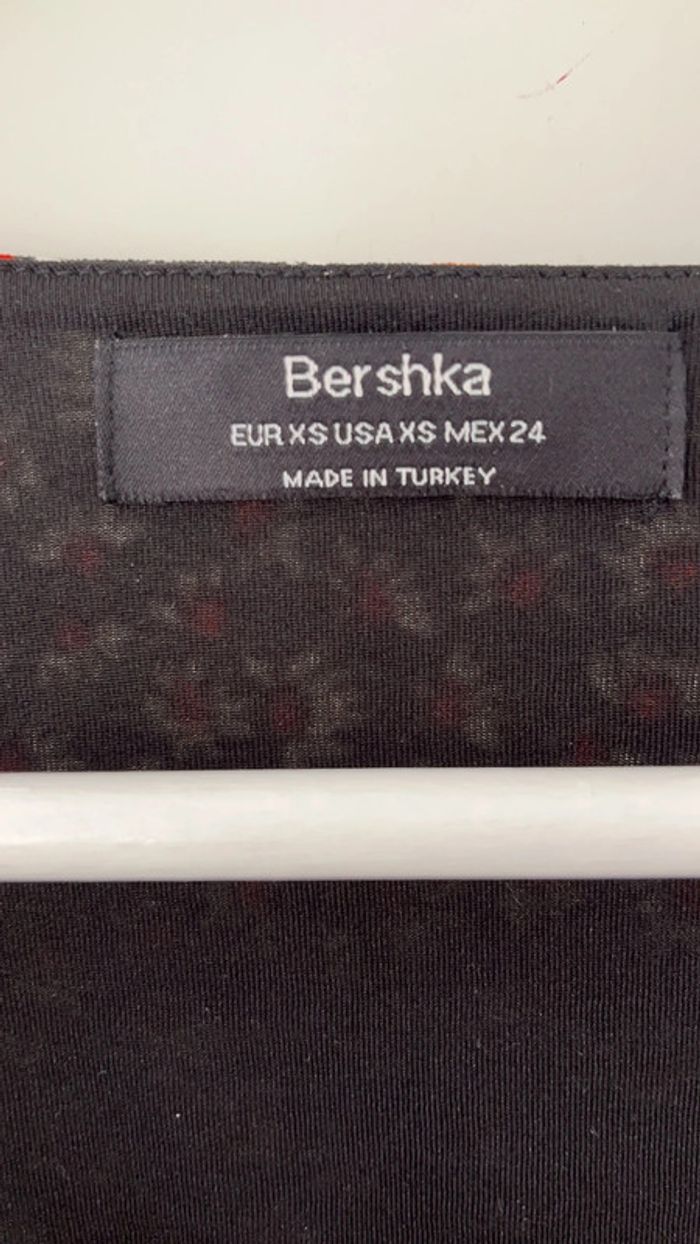 Bershka
EUR XS USA XS MEX 24
MADE IN TURKEY